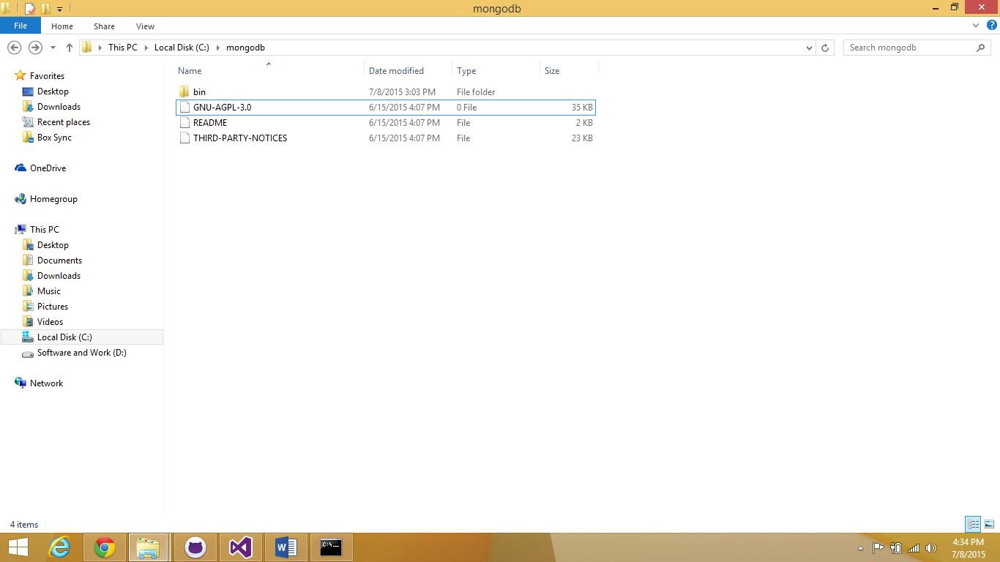 mongodb
File Home Share View
This PC Local Disk (C:) mongodb
Search mongodb
Name Date modified Type Size
bin 7/8/2015 3:03 PM File folder
GNU-AGPL-3.0 6/15/2015 4:07 PM 0 File 35 KB
README 6/15/2015 4:07 PM File 2 KB
THIRD-PARTY-NOTICES 6/15/2015 4:07 PM File 23 KB
Favorites
Desktop
Downloads
Recent places
Box Sync
OneDrive
Homegroup
This PC
Desktop
Documents
Downloads
Music
Pictures
Videos
Local Disk (C:)
Software and Work (D:)
Network
4 items
C:\
4:34 PM
7/8/2015